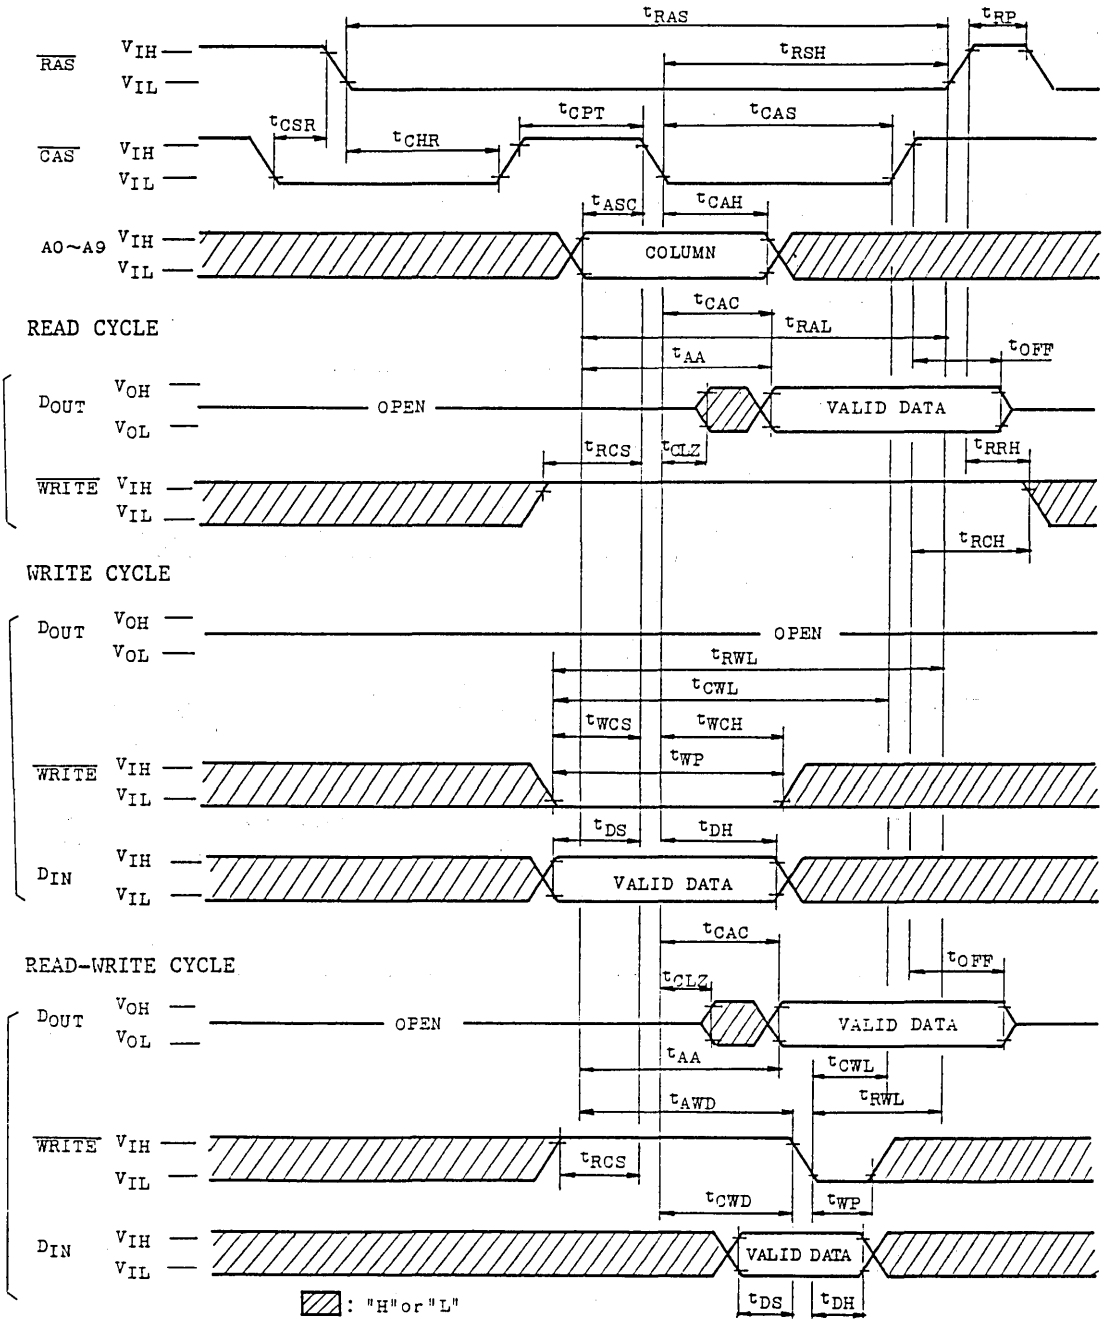 tRAS
tRP
tRSH
RAS
VIH
VIL
tCPT
tCAS
tCSR
tCHR
CAS
VIH
VIL
tASC
tCAH
A0~A9
VIH
VIL
COLUMN
tCAC
READ CYCLE
tRAL
tAA
tOFF
DOUT
VOH
VOL
OPEN
VALID DATA
tRCS
tCLZ
tRRH
WRITE
VIH
VIL
tRCH
WRITE CYCLE
DOUT
VOH
VOL
OPEN
tRWL
tCWL
tWCS
tWCH
WRITE
VIH
VIL
tWP
tDS
tDH
DIN
VIH
VIL
VALID DATA
tCAC
READ-WRITE CYCLE
tOFF
tCLZ
DOUT
VOH
VOL
OPEN
VALID DATA
tAA
tCWL
tAWD
tRWL
WRITE
VIH
VIL
tRCS
tCWD
tWP
DIN
VIH
VIL
VALID DATA
tDS
tDH
: "H" or "L"